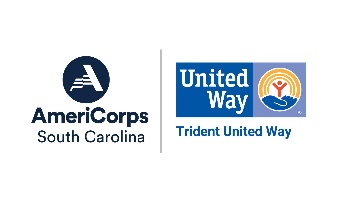 AmeriCorps
South Carolina
United
Way
Trident United Way